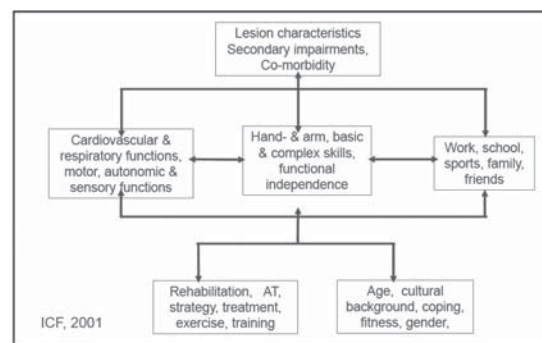 Lesion characteristics
Secondary impairments,
Co-morbidity
Cardiovascular &
respiratory functions,
motor, autonomic &
sensory functions
Hand- & arm, basic
& complex skills,
functional
independence
Work, school,
sports, family,
friends
Rehabilitation, AT,
strategy, treatment,
exercise, training
Age, cultural
background, coping,
fitness, gender,
ICF, 2001